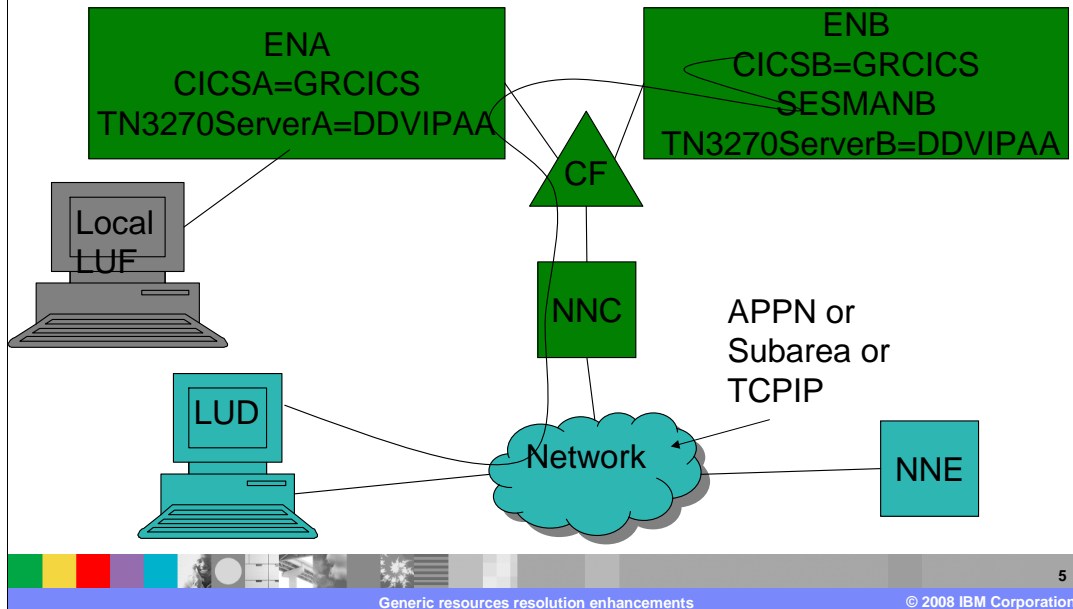 ENA
CICSA=GRCICS
TN3270ServerA=DDVIPAA
ENB
CICSB=GRCICS
SESMANB
TN3270ServerB=DDVIPAA
CF
Local
LUF
NNC
APPN or
Subarea or
TCPIP
LUD
Network
NNE
5
Generic resources resolution enhancements
© 2008 IBM Corporation